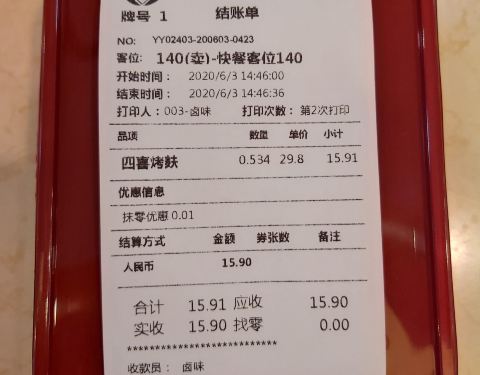 牌号 1 结账单
NO: YY02403-200603-0423
客位: 140(卖)-快餐客位140
开始时间: 2020/6/3 14:46:00
结束时间: 2020/6/3 14:46:36
打印人: 003-卤味 打印次数: 第2次打印
品项 数量 单价 小计
四喜烤麸 0.534 29.8 15.91
优惠信息
抹零优惠 0.01
结算方式 金额 券张数 备注
人民币 15.90
合计 15.91 应收 15.90
实收 15.90 找零 0.00
****************************
收款员: 卤味